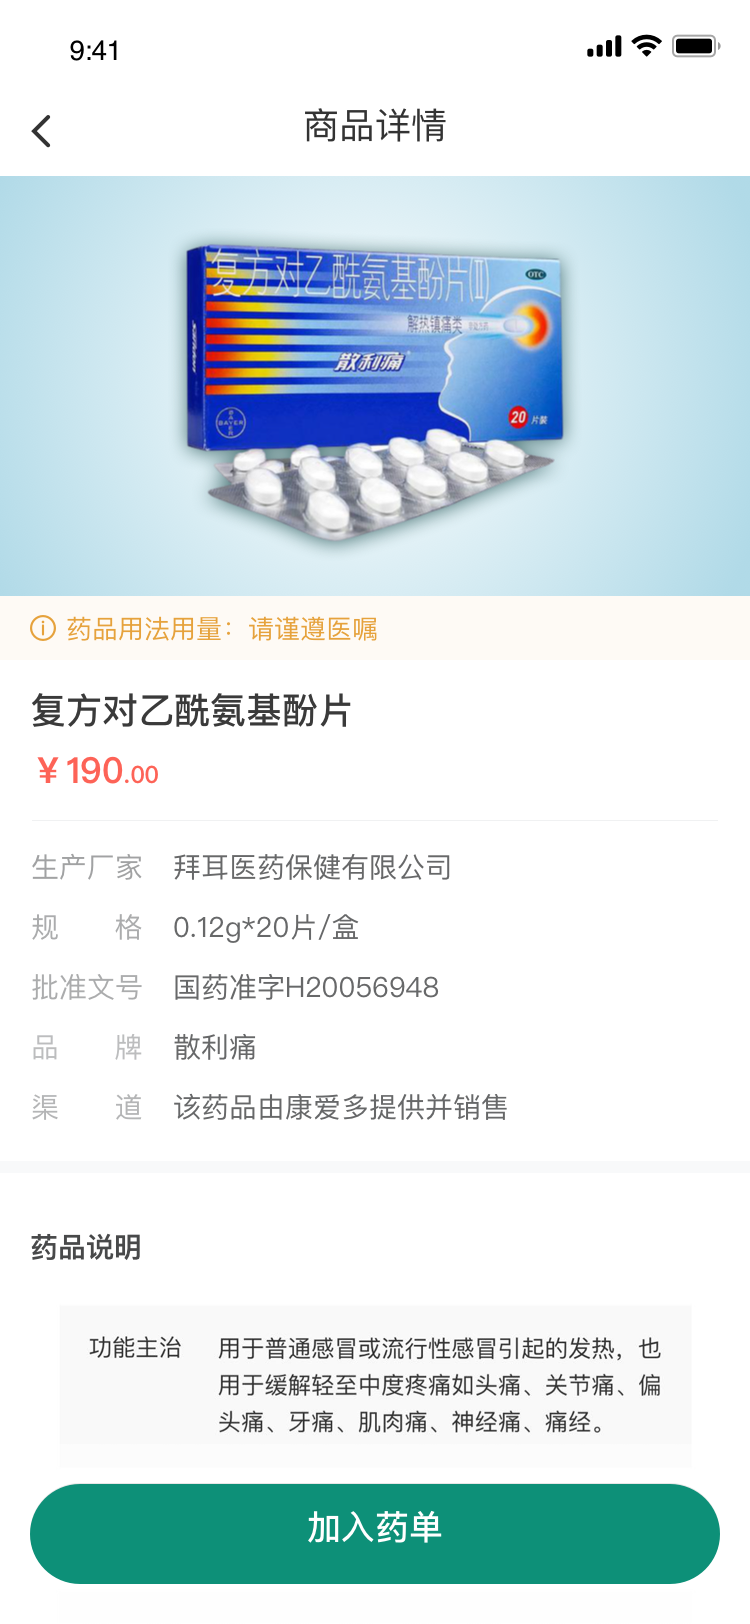 9:41
商品详情
复方对乙酰氨基酚片(II)
OTC
解热镇痛类
散利痛
BAYER
20 片装
药品用法用量：请谨遵医嘱
复方对乙酰氨基酚片
¥190.00
生产厂家 拜耳医药保健有限公司
规 格 0.12g*20片/盒
批准文号 国药准字H20056948
品 牌 散利痛
渠 道 该药品由康爱多提供并销售
药品说明
功能主治 用于普通感冒或流行性感冒引起的发热，也
用于缓解轻至中度疼痛如头痛、关节痛、偏
头痛、牙痛、肌肉痛、神经痛、痛经。
加入药单